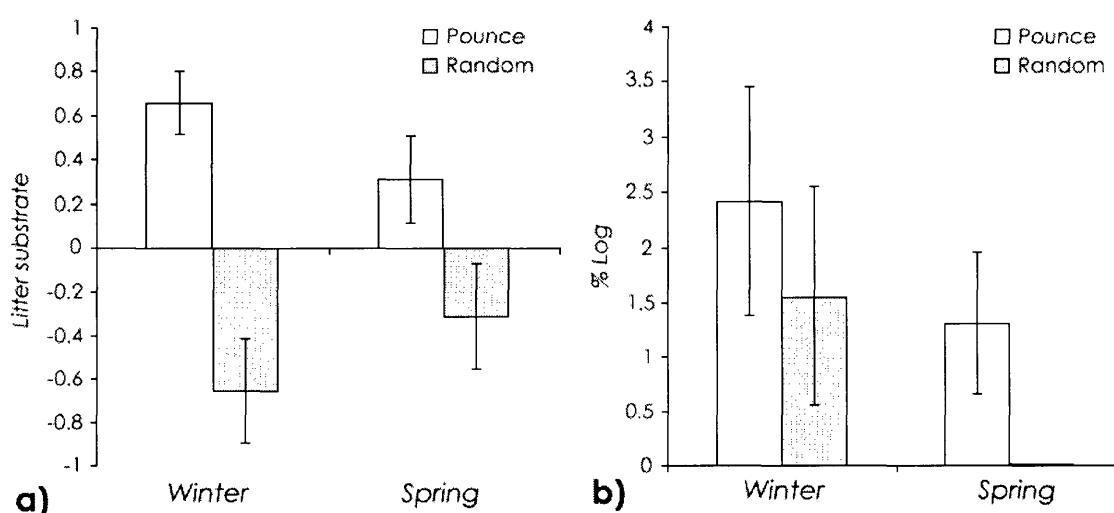 1
0.8
0.6
0.4
0.2
0
-0.2
-0.4
-0.6
-0.8
-1
Litter substrate
Pounce
Random
Winter
Spring
a)
4
3.5
3
2.5
2
1.5
1
0.5
0
% Log
Pounce
Random
Winter
Spring
b)